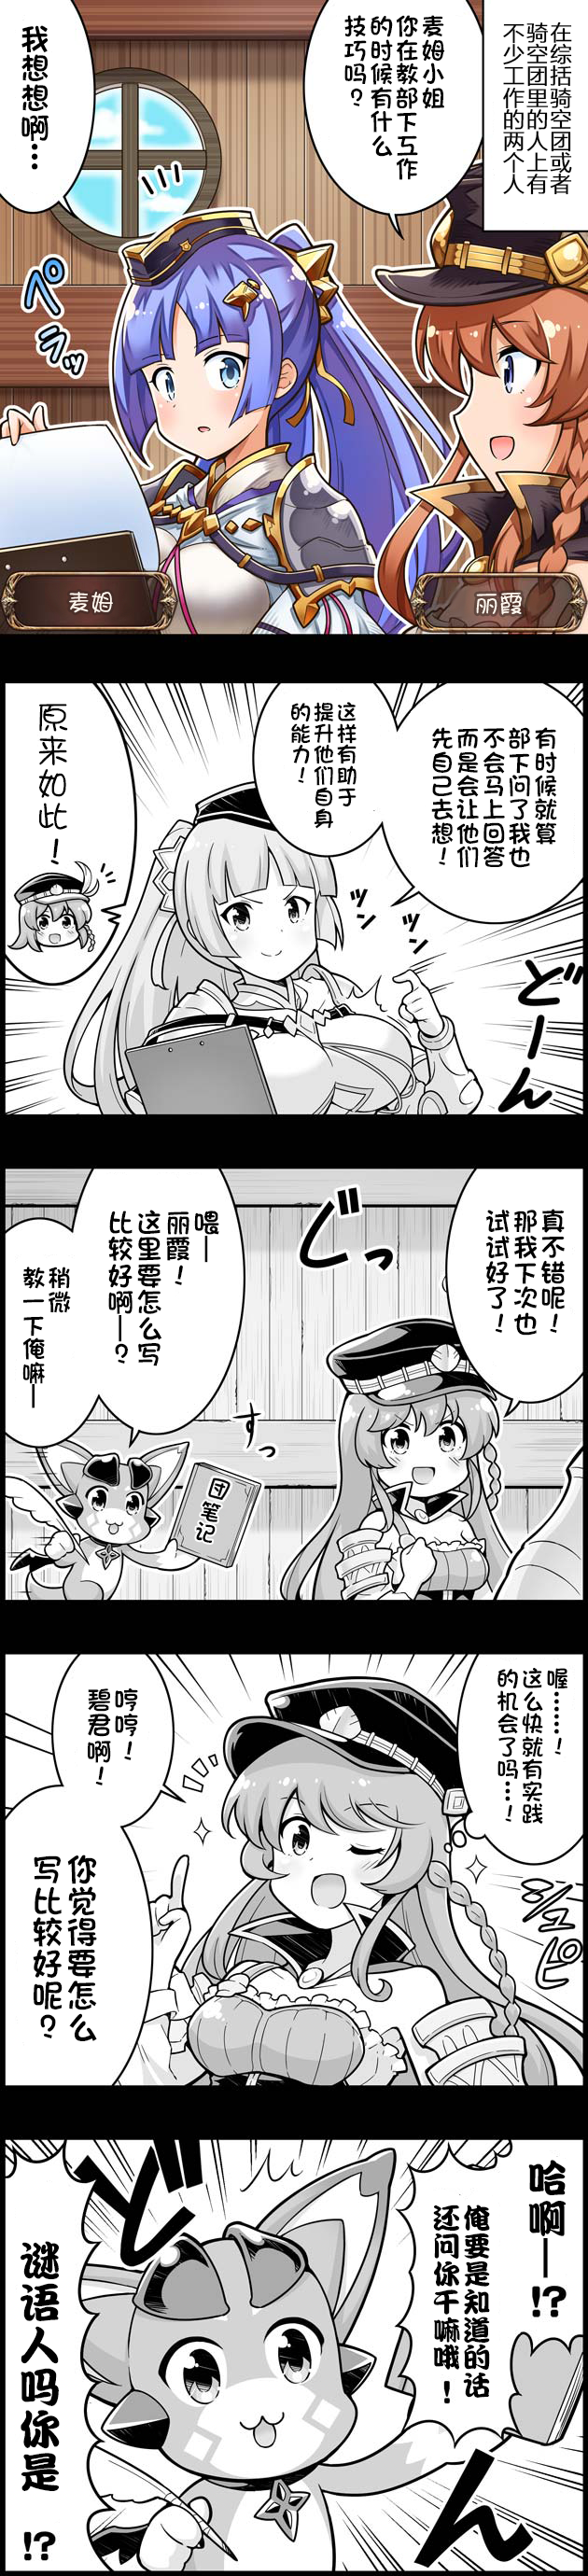 在综括骑空团或者
骑空团里的人上有
不少工作的两个人
麦姆小姐
你在教部下工作
的时候有什么
技巧吗？
我想想啊…
ペラッ
麦姆
丽霞
有时候就算
部下问了我也
不会马上回答
而是会让他们
先自己去想！
这样有助于
提升他们自身
的能力！
原来如此！
ツン
ツン
どーん
真不错呢！
那我下次也
试试好了！
じっ
喂—
丽霞！
这里要怎么写
比较好啊—？
稍微
教一下俺嘛—
すっ
团笔记
喔……！
这么快就有实践
的机会了吗…！
哼哼！
碧君啊！
你觉得要怎么
写比较好呢？
シュピ
哈啊—!?
俺要是知道的话
还问你干嘛哦！
どん
谜语人吗你是!?